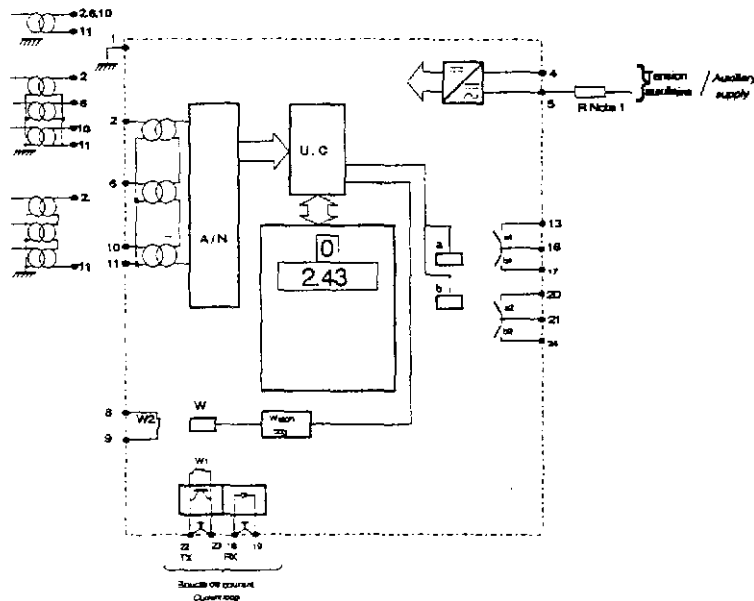 2.6.10
11
1
2
6
10
11
2
11
2
6
10
11
A/N
U.C
0
2.43
4
5
R Note 1
Tension
auxiliaire
/ Auxiliary
supply
a
b
13
16
17
20
21
24
8
9
W2
W
Watch
dog
W1
22
23
18
19
TX
RX
Boucle de courant
Current loop